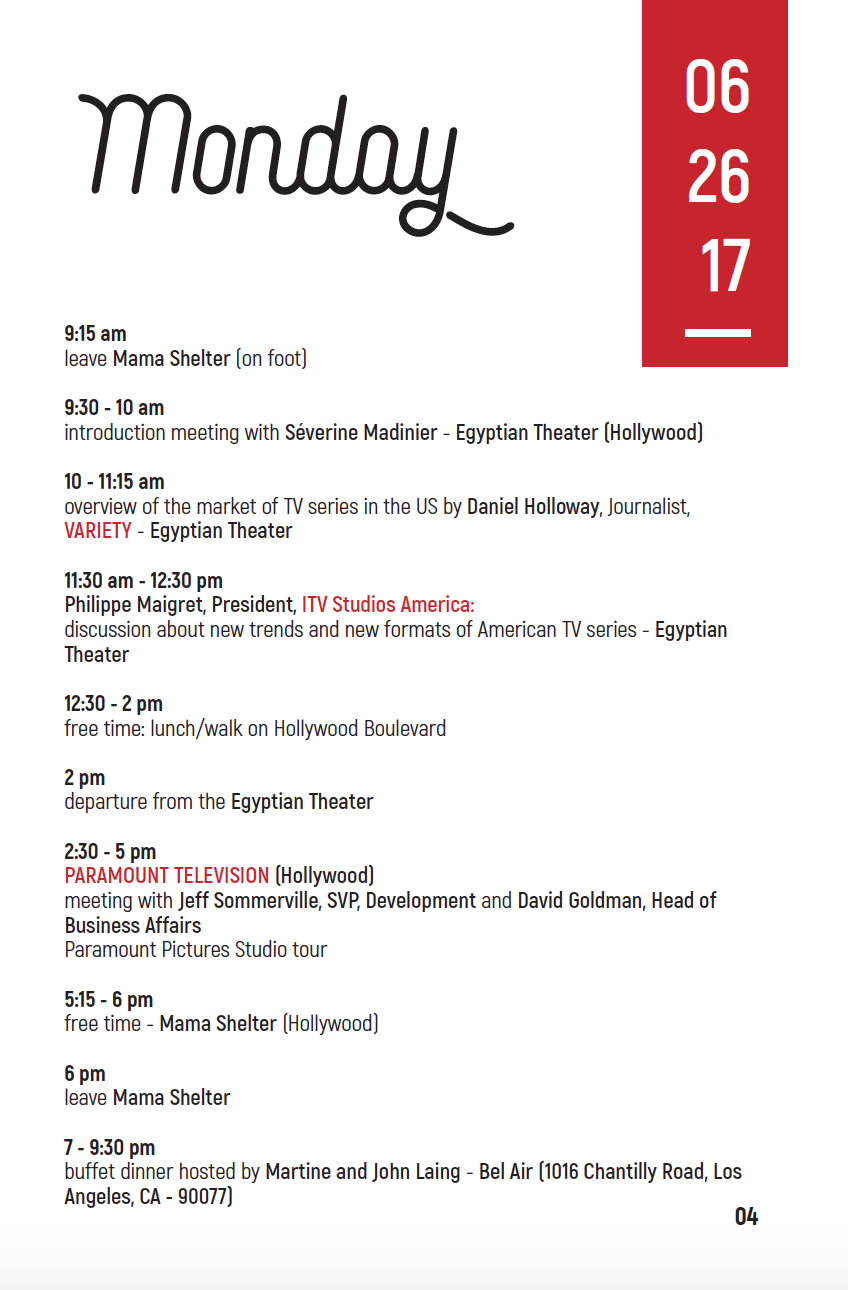 Monday
06
26
17
9:15 am
leave Mama Shelter (on foot)
9:30 - 10 am
introduction meeting with Séverine Madinier - Egyptian Theater (Hollywood)
10 - 11:15 am
overview of the market of TV series in the US by Daniel Holloway, Journalist,
VARIETY - Egyptian Theater
11:30 am - 12:30 pm
Philippe Maigret, President, ITV Studios America:
discussion about new trends and new formats of American TV series - Egyptian
Theater
12:30 - 2 pm
free time: lunch/walk on Hollywood Boulevard
2 pm
departure from the Egyptian Theater
2:30 - 5 pm
PARAMOUNT TELEVISION (Hollywood)
meeting with Jeff Sommerville, SVP, Development and David Goldman, Head of
Business Affairs
Paramount Pictures Studio tour
5:15 - 6 pm
free time - Mama Shelter (Hollywood)
6 pm
leave Mama Shelter
7 - 9:30 pm
buffet dinner hosted by Martine and John Laing - Bel Air (1016 Chantilly Road, Los
Angeles, CA - 90077)
04